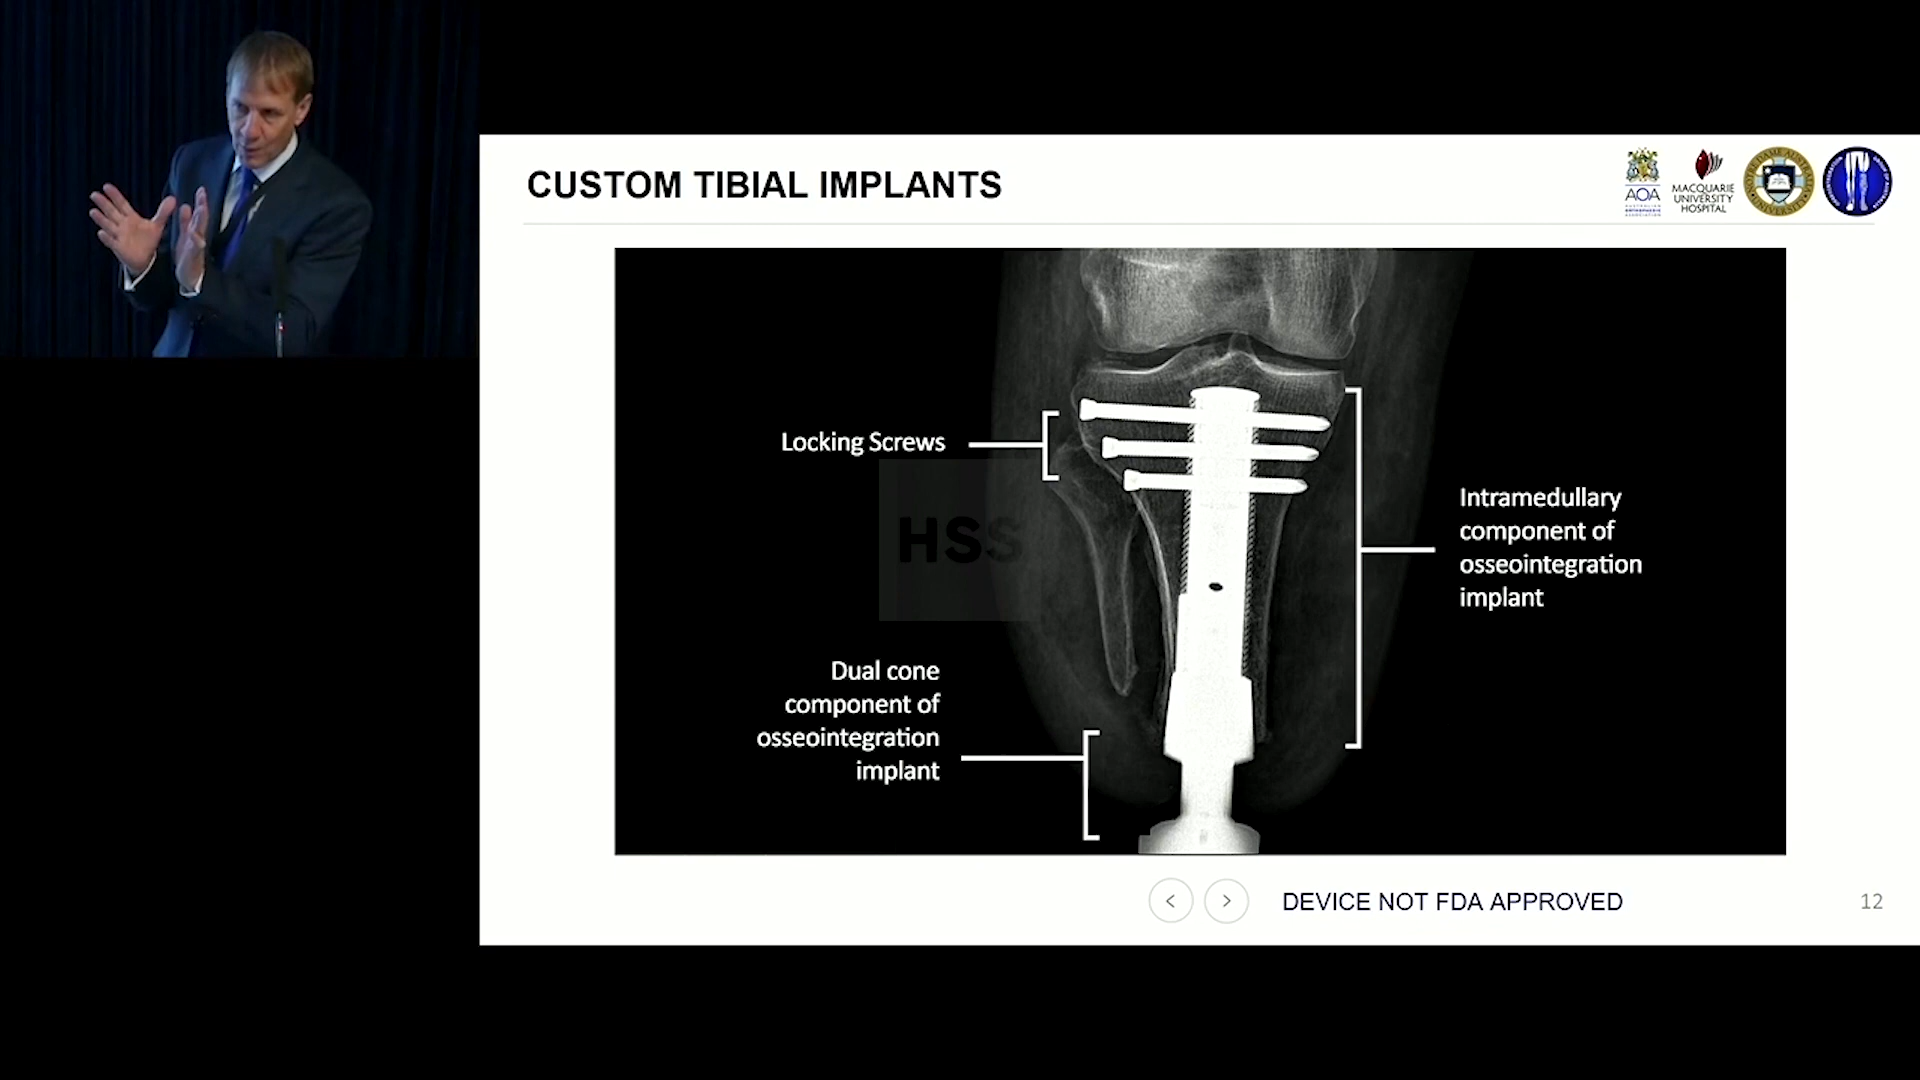 CUSTOM TIBIAL IMPLANTS
AOA
MACQUARIE
UNIVERSITY
HOSPITAL
Locking Screws
HSS
Intramedullary
component of
osseointegration
implant
Dual cone
component of
osseointegration
implant
DEVICE NOT FDA APPROVED
12